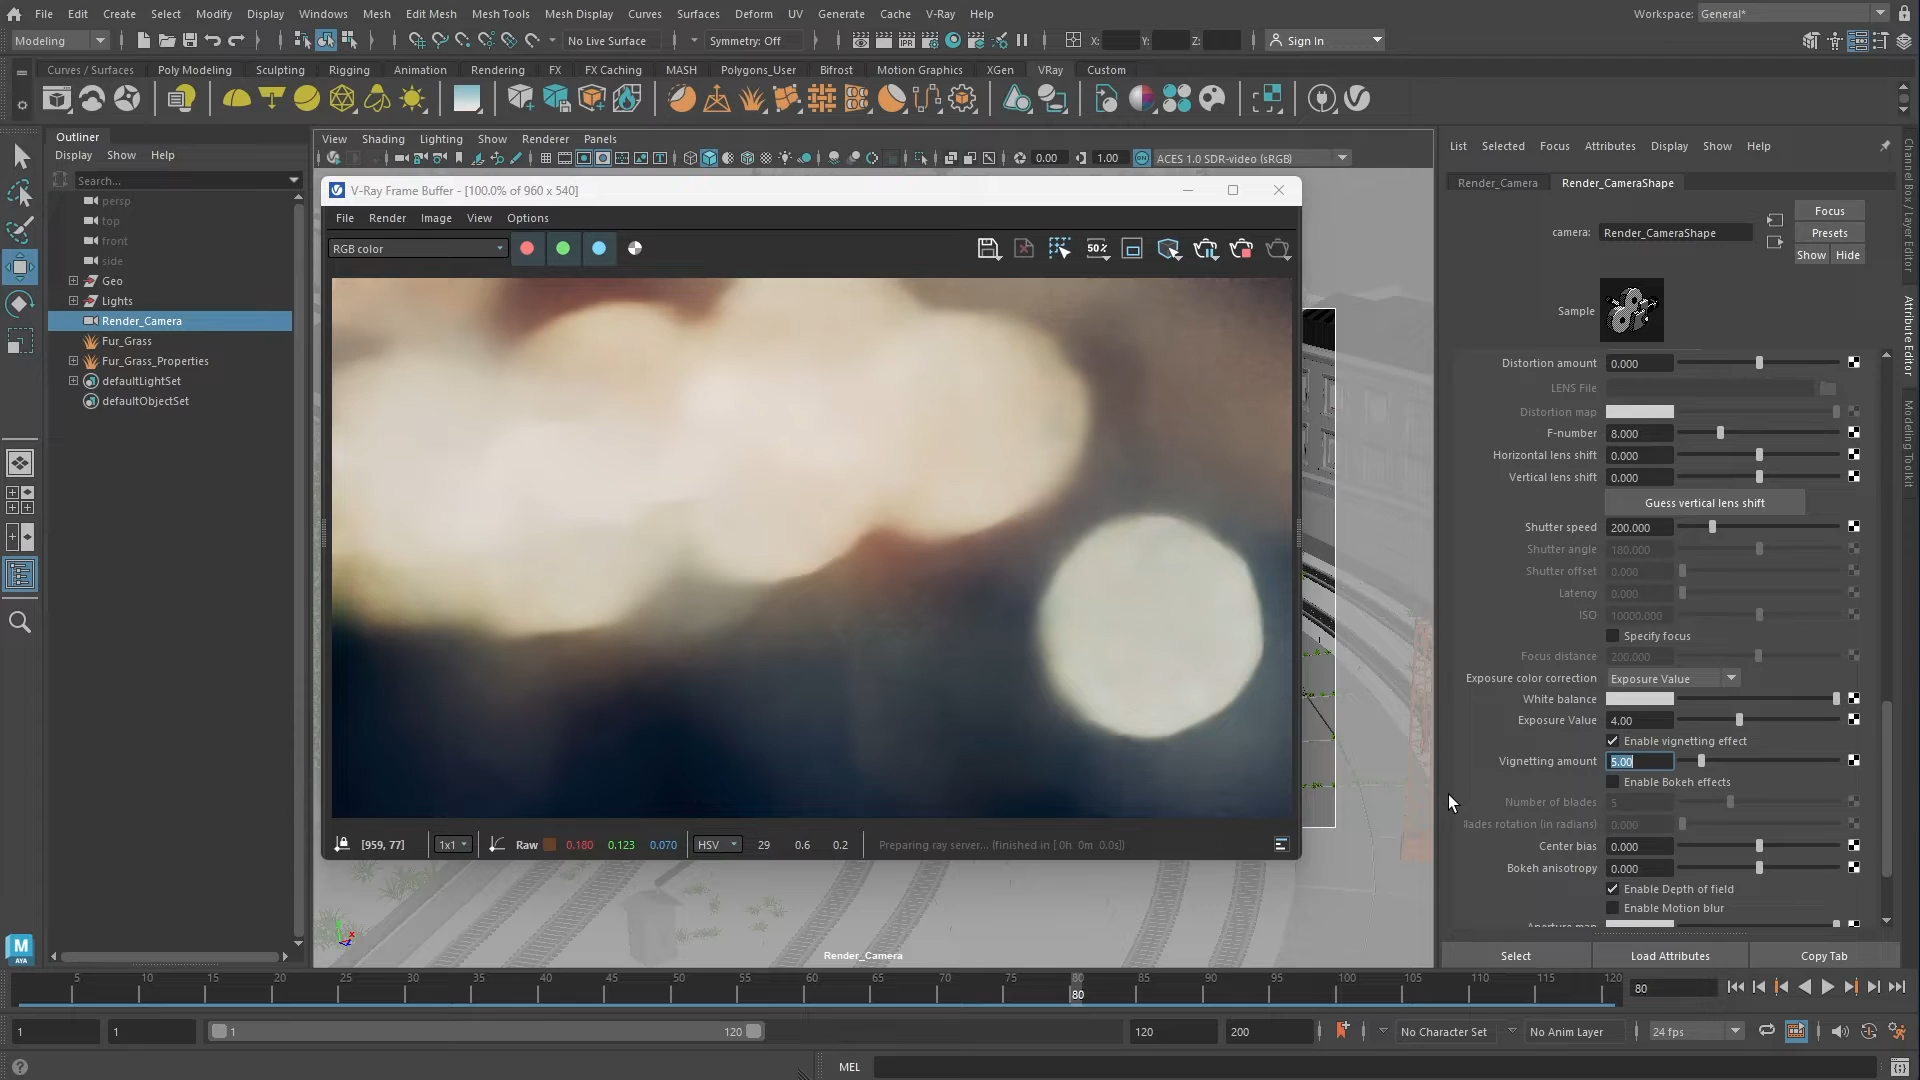 File Edit Create Select Modify Display Windows Mesh Edit Mesh Mesh Tools Mesh Display Curves Surfaces Deform UV Generate Cache V-Ray Help
Workspace: General*
Modeling
No Live Surface
Symmetry: Off
X: Y: Z:
Sign In
Curves / Surfaces Poly Modeling Sculpting Rigging Animation Rendering FX FX Caching MASH Polygons_User Bifrost Motion Graphics XGen VRay Custom
Outliner
Display Show Help
Search...
persp
top
front
side
Geo
Lights
Render_Camera
Fur_Grass
Fur_Grass_Properties
defaultLightSet
defaultObjectSet
View Shading Lighting Show Renderer Panels
0.00 1.00 ACES 1.0 SDR-video (sRGB)
V-Ray Frame Buffer - [100.0% of 960 x 540]
File Render Image View Options
RGB color
50%
[959, 77] 1x1 Raw 0.180 0.123 0.070 HSV 29 0.6 0.2 Preparing ray server... (finished in [ 0h 0m 0.0s])
Render_Camera
List Selected Focus Attributes Display Show Help
Render_Camera Render_CameraShape
Focus
camera: Render_CameraShape
Presets
Show Hide
Sample
Distortion amount 0.000
LENS File
Distortion map
F-number 8.000
Horizontal lens shift 0.000
Vertical lens shift 0.000
Guess vertical lens shift
Shutter speed 200.000
Shutter angle 180.000
Shutter offset 0.000
Latency 0.000
ISO 10000.000
Specify focus
Focus distance 200.000
Exposure color correction Exposure Value
White balance
Exposure Value 4.00
Enable vignetting effect
Vignetting amount 5.00
Enable Bokeh effects
Number of blades 5
lades rotation (in radians) 0.000
Center bias 0.000
Bokeh anisotropy 0.000
Enable Depth of field
Enable Motion blur
Select Load Attributes Copy Tab
Channel Box / Layer Editor
Attribute Editor
Modeling Toolkit
5 10 15 20 25 30 35 40 45 50 55 60 65 70 75 80 85 90 95 100 105 110 115 120
80
80
1 1 1 120 120 200 No Character Set No Anim Layer 24 fps
M
AYA
MEL